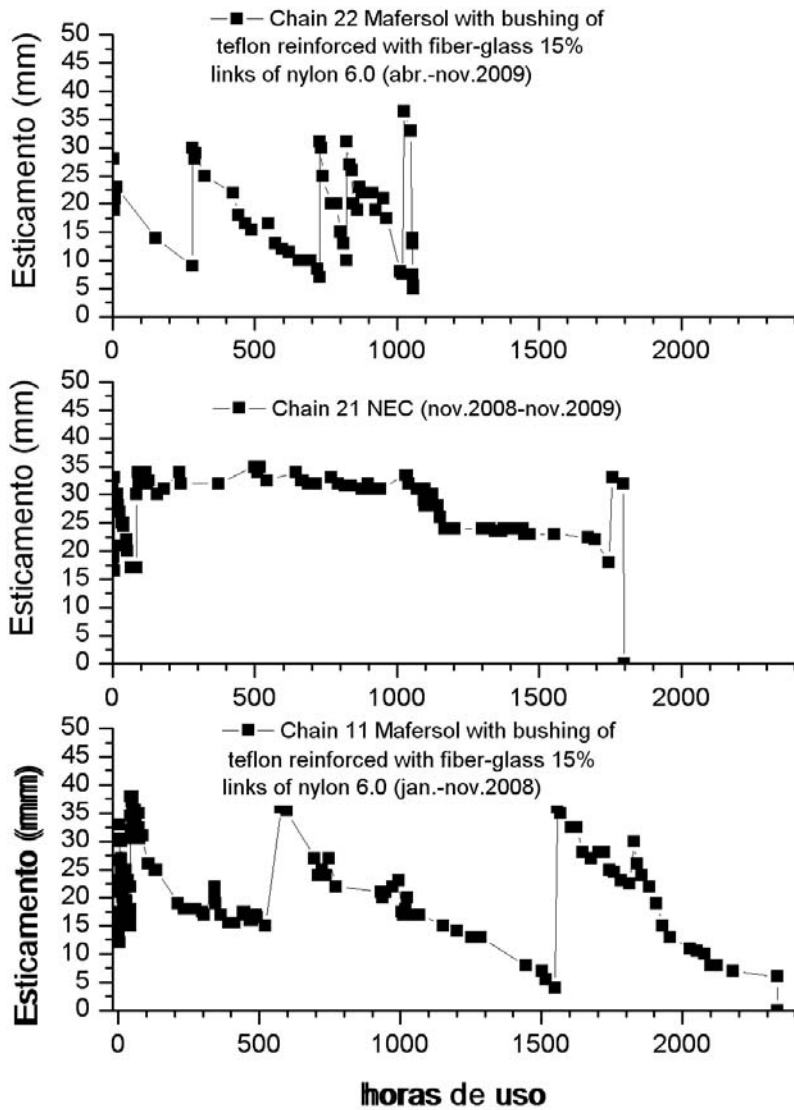 Chain 22 Mafersol with bushing of
teflon reinforced with fiber-glass 15%
links of nylon 6.0 (abr.-nov.2009)
Esticamento (mm)
50
45
40
35
30
25
20
15
10
5
0
0 500 1000 1500 2000
Chain 21 NEC (nov.2008-nov.2009)
Esticamento (mm)
50
45
40
35
30
25
20
15
10
5
0
0 500 1000 1500 2000
Chain 11 Mafersol with bushing of
teflon reinforced with fiber-glass 15%
links of nylon 6.0 (jan.-nov.2008)
Esticamento (mm)
50
45
40
35
30
25
20
15
10
5
0
0 500 1000 1500 2000
horas de uso